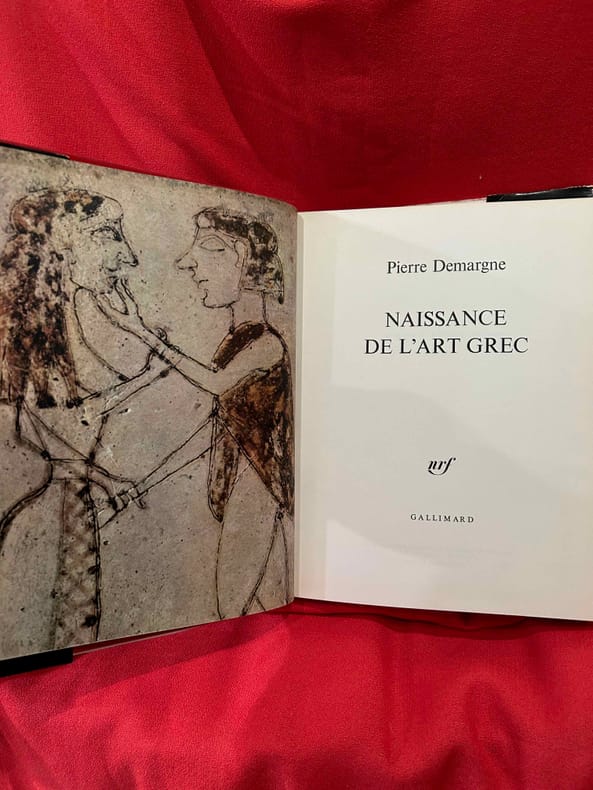 Pierre Demargne
NAISSANCE
DE L'ART GREC
nrf
GALLIMARD